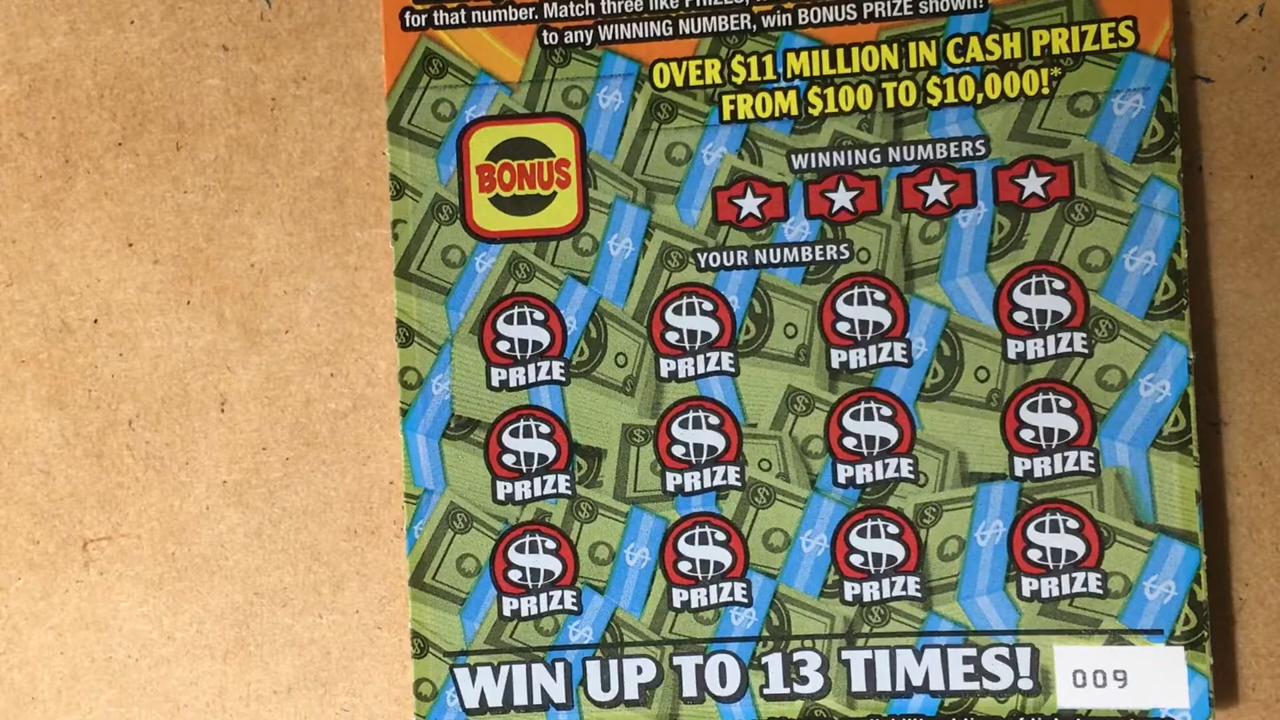 for that number. Match three like PRIZES,
to any WINNING NUMBER, win BONUS PRIZE shown!
OVER $11 MILLION IN CASH PRIZES
FROM $100 TO $10,000!*
BONUS
WINNING NUMBERS
YOUR NUMBERS
$ $ $ $
PRIZE PRIZE PRIZE PRIZE
$ $ $ $
PRIZE PRIZE PRIZE PRIZE
$ $ $ $
PRIZE PRIZE PRIZE PRIZE
WIN UP TO 13 TIMES!
009